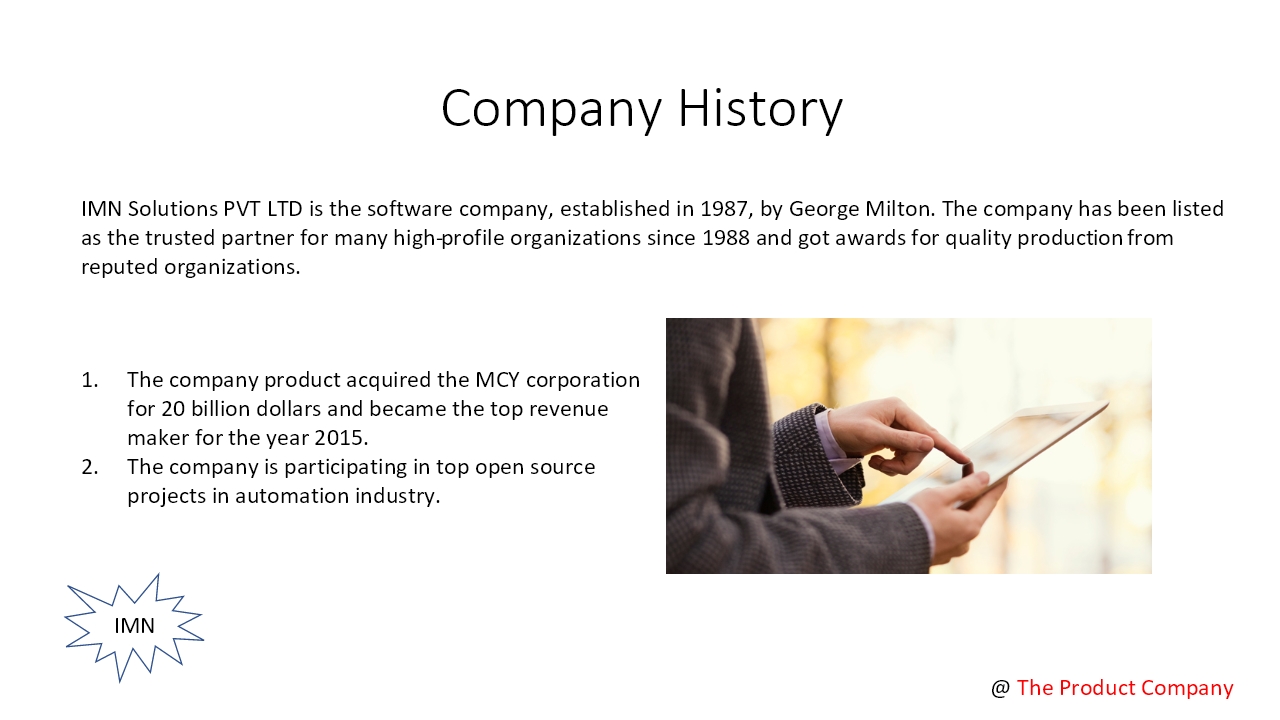 Company History
IMN Solutions PVT LTD is the software company, established in 1987, by George Milton. The company has been listed
as the trusted partner for many high-profile organizations since 1988 and got awards for quality production from
reputed organizations.
1. The company product acquired the MCY corporation
for 20 billion dollars and became the top revenue
maker for the year 2015.
2. The company is participating in top open source
projects in automation industry.
IMN
@ The Product Company